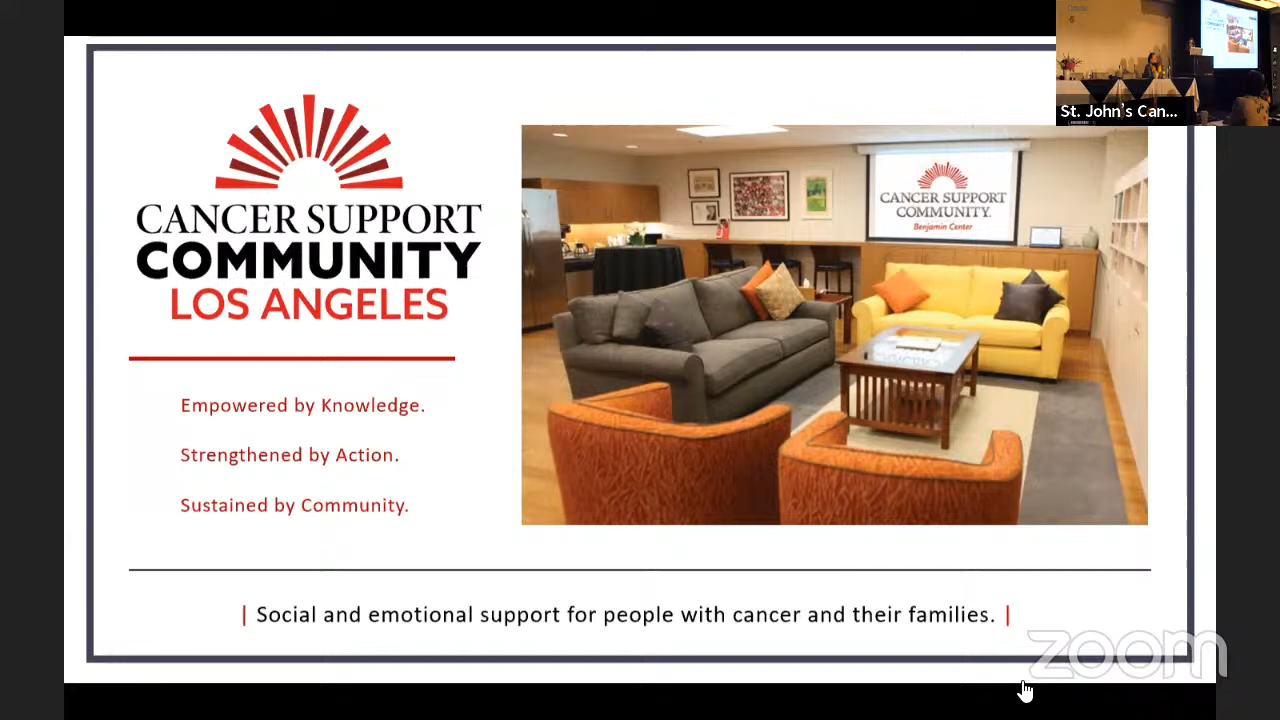 CANCER SUPPORT
COMMUNITY
LOS ANGELES
Empowered by Knowledge.
Strengthened by Action.
Sustained by Community.
CANCER SUPPORT
COMMUNITY.
Benjamin Center
| Social and emotional support for people with cancer and their families. |
St. John's Can...
zoom